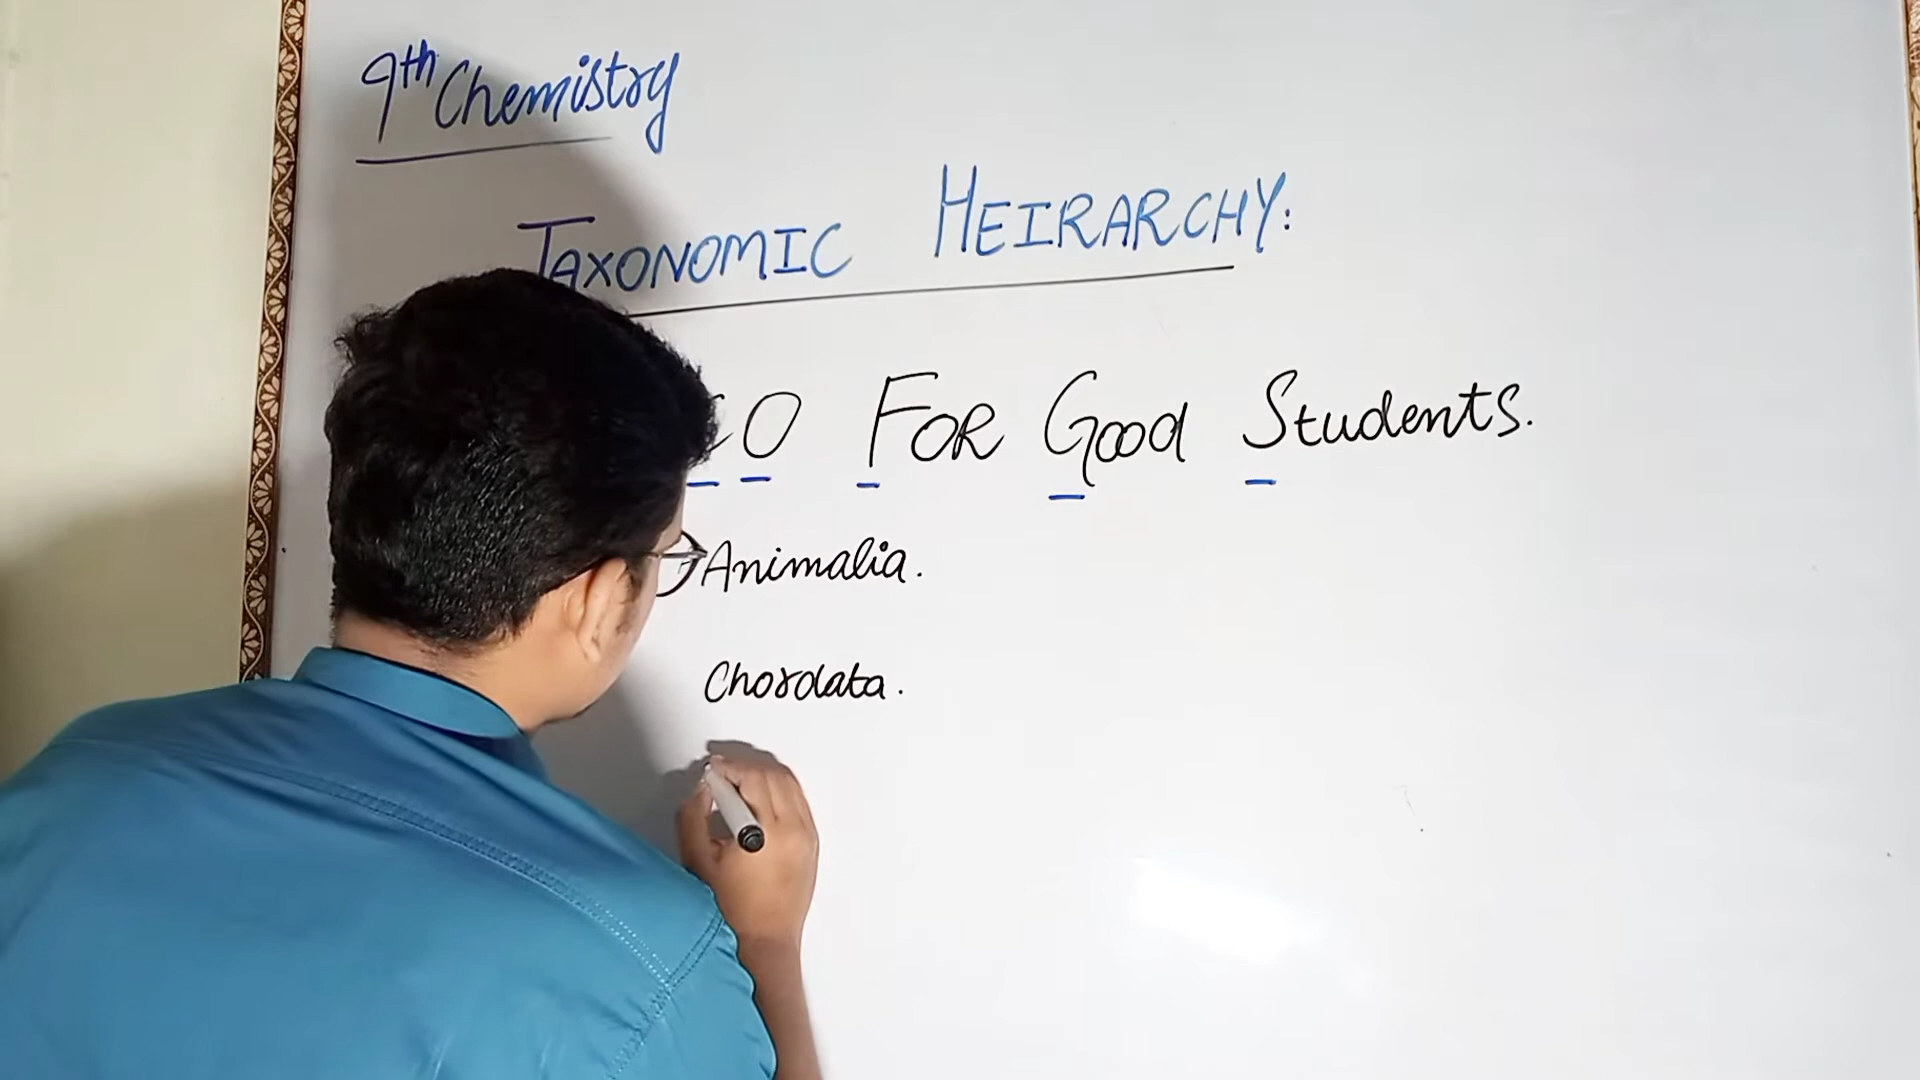 9th Chemistry
TAXONOMIC HEIRARCHY:
O FOR Good Students.
Animalia.
Chordata.